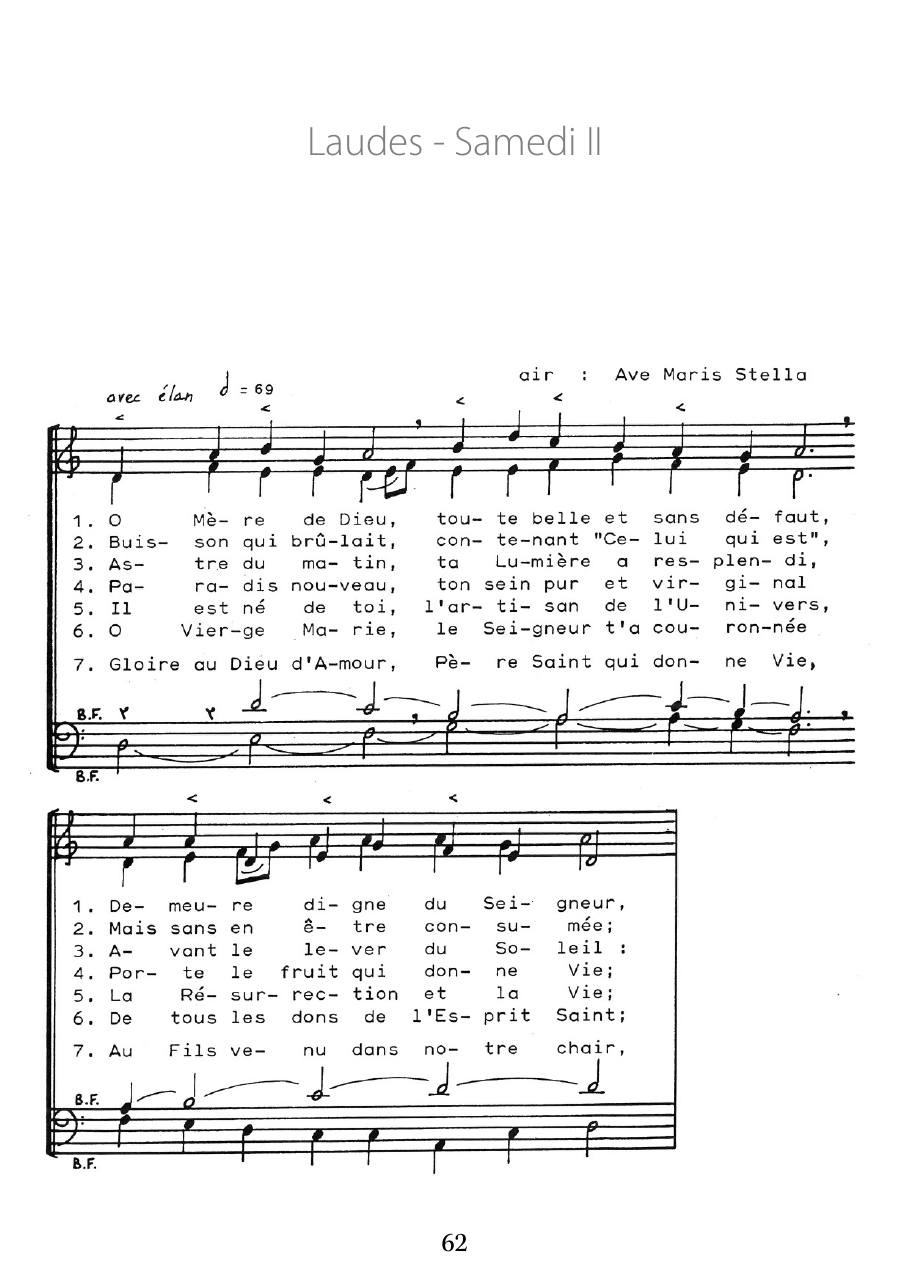 Laudes - Samedi II
air : Ave Maris Stella
avec élan = 69
1. O Mè- re de Dieu, tou- te belle et sans dé- faut,
2. Buis- son qui brû-lait, con- te-nant "Ce- lui qui est",
3. As- tre du ma- tin, ta Lu-mière a res- plen- di,
4. Pa- ra- dis nou-veau, ton sein pur et vir- gi- nal
5. Il est né de toi, l'ar- ti- san de l'U- ni- vers,
6. O Vier-ge Ma- rie, le Sei-gneur t'a cou- ron-née
7. Gloire au Dieu d'A-mour, Pè- re Saint qui don- ne Vie,
B.F.
B.F.
1. De- meu- re di- gne du Sei- gneur,
2. Mais sans en ê- tre con- su- mée;
3. A- vant le le- ver du So- leil :
4. Por- te le fruit qui don- ne Vie;
5. La Ré- sur- rec- tion et la Vie;
6. De tous les dons de l'Es- prit Saint;
7. Au Fils ve- nu dans no- tre chair,
B.F.
B.F.
62